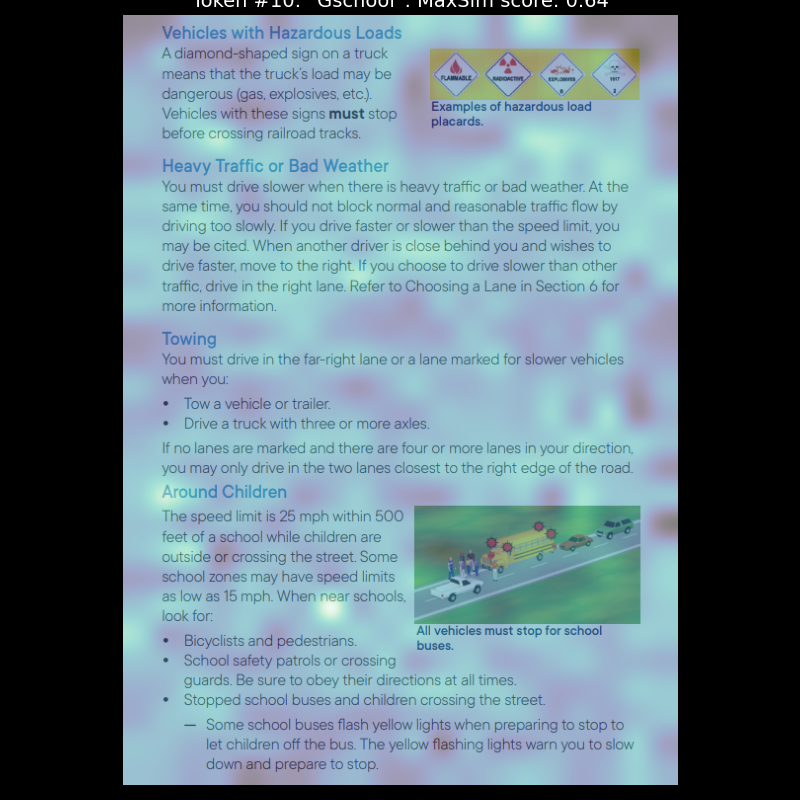 Token #10: "Ġschool". MaxSim score: 0.64
Vehicles with Hazardous Loads
A diamond-shaped sign on a truck
means that the truck's load may be
dangerous (gas, explosives, etc.).
Vehicles with these signs must stop
before crossing railroad tracks.
FLAMMABLE
RADIOACTIVE
EXPLOSIVES
Examples of hazardous load
placards.
Heavy Traffic or Bad Weather
You must drive slower when there is heavy traffic or bad weather. At the
same time, you should not block normal and reasonable traffic flow by
driving too slowly. If you drive faster or slower than the speed limit, you
may be cited. When another driver is close behind you and wishes to
drive faster, move to the right. If you choose to drive slower than other
traffic, drive in the right lane. Refer to Choosing a Lane in Section 6 for
more information.
Towing
You must drive in the far-right lane or a lane marked for slower vehicles
when you:
• Tow a vehicle or trailer.
• Drive a truck with three or more axles.
If no lanes are marked and there are four or more lanes in your direction,
you may only drive in the two lanes closest to the right edge of the road.
Around Children
The speed limit is 25 mph within 500
feet of a school while children are
outside or crossing the street. Some
school zones may have speed limits
as low as 15 mph. When near schools,
look for:
All vehicles must stop for school
buses.
• Bicyclists and pedestrians.
• School safety patrols or crossing
guards. Be sure to obey their directions at all times.
• Stopped school buses and children crossing the street.
— Some school buses flash yellow lights when preparing to stop to
let children off the bus. The yellow flashing lights warn you to slow
down and prepare to stop.